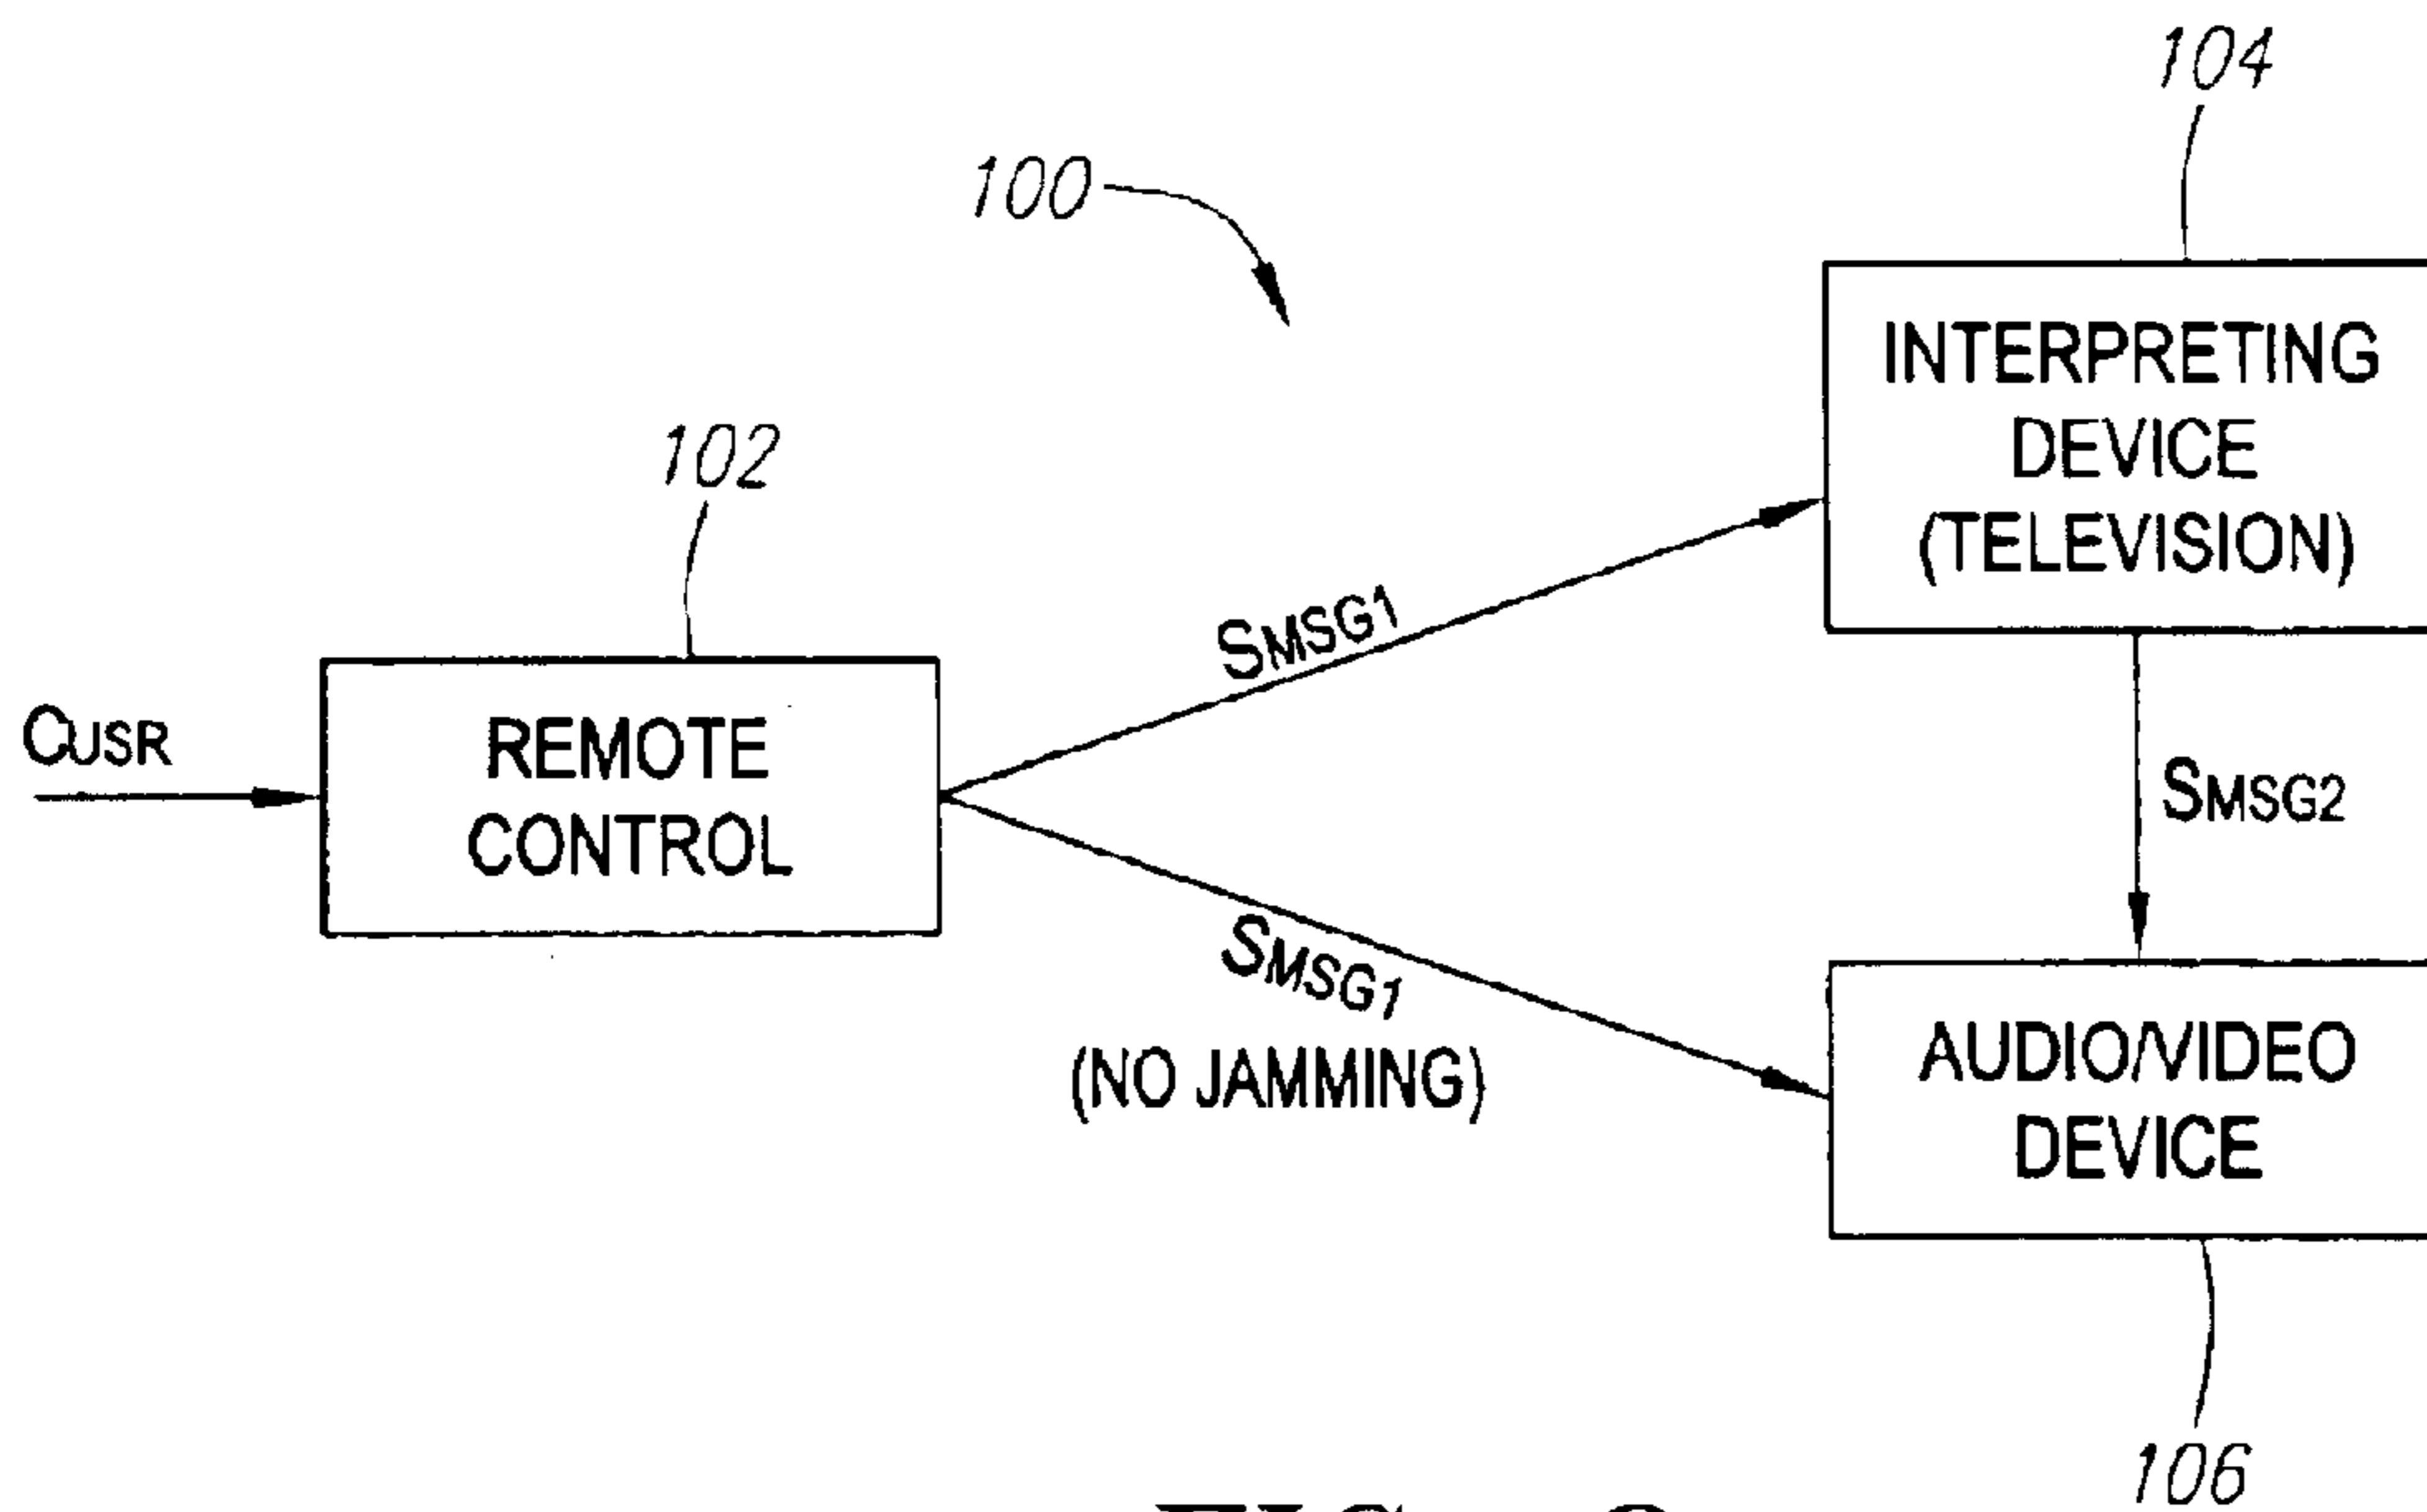 104
100
INTERPRETING
DEVICE
(TELEVISION)
102
SMSG1
CUSR
REMOTE
CONTROL
SMSG2
SMSG1
(NO JAMMING)
AUDIO/VIDEO
DEVICE
106